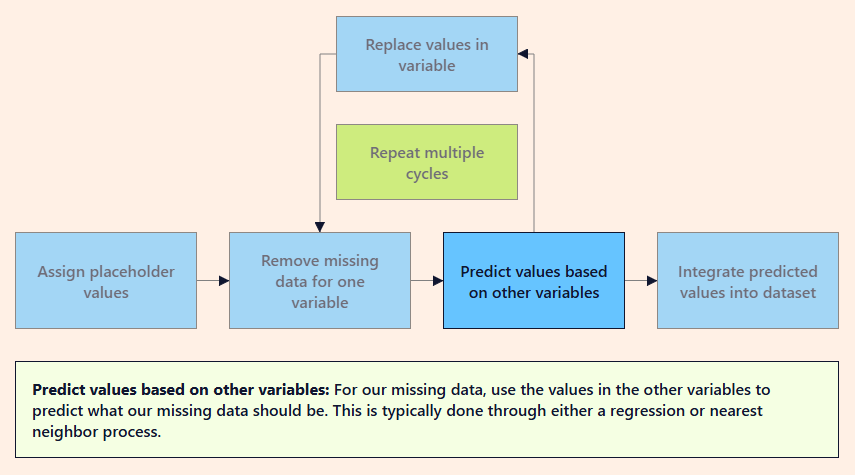 Replace values in
variable
Repeat multiple
cycles
Assign placeholder
values
Remove missing
data for one
variable
Predict values based
on other variables
Integrate predicted
values into dataset
Predict values based on other variables: For our missing data, use the values in the other variables to
predict what our missing data should be. This is typically done through either a regression or nearest
neighbor process.